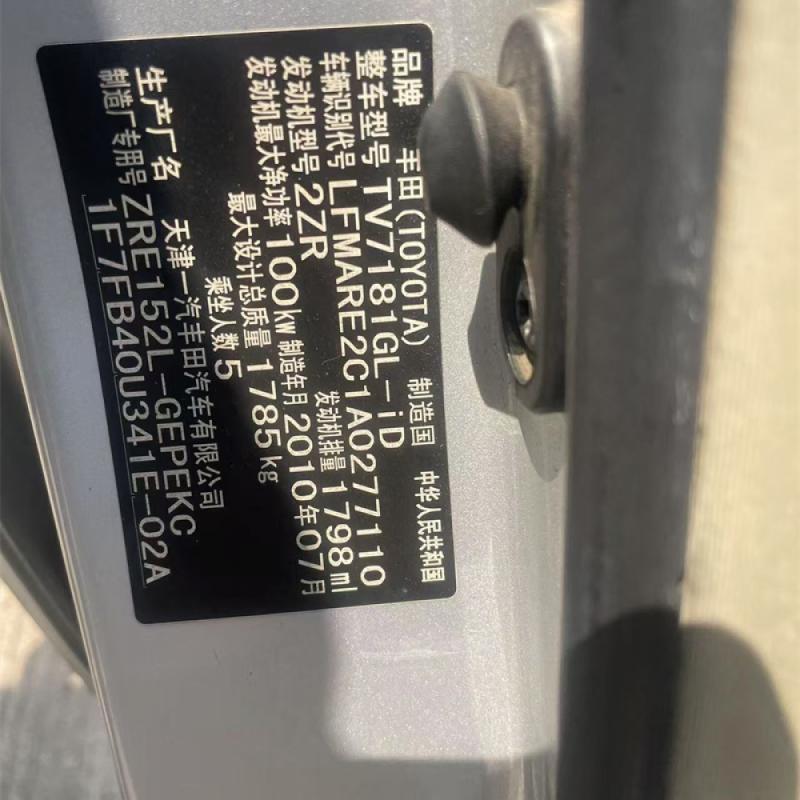 品牌 丰田(TOYOTA) 制造国 中华人民共和国
整车型号 TV7181GL-iD
车辆识别代号 LFMARE2C1A0277110
发动机型号 2ZR 发动机排量 1798ml
发动机最大净功率 100kw 制造年月 2010年07月
最大设计总质量 1785kg
乘坐人数 5
生产厂名 天津一汽丰田汽车有限公司
制造厂专用号 ZRE152L-GEPEKC
1F7FB40U341E-02A